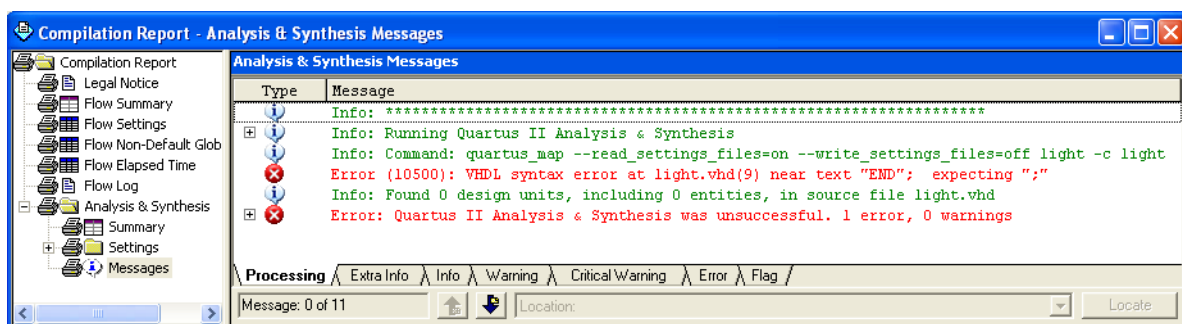 Compilation Report - Analysis & Synthesis Messages
Compilation Report
Legal Notice
Flow Summary
Flow Settings
Flow Non-Default Glob
Flow Elapsed Time
Flow Log
Analysis & Synthesis
Summary
Settings
Messages
Analysis & Synthesis Messages
Type Message
Info: *******************************************************************
Info: Running Quartus II Analysis & Synthesis
Info: Command: quartus_map --read_settings_files=on --write_settings_files=off light -c light
Error (10500): VHDL syntax error at light.vhd(9) near text "END"; expecting ";"
Info: Found 0 design units, including 0 entities, in source file light.vhd
Error: Quartus II Analysis & Synthesis was unsuccessful. 1 error, 0 warnings
Processing Extra Info Info Warning Critical Warning Error Flag
Message: 0 of 11 Location: Locate